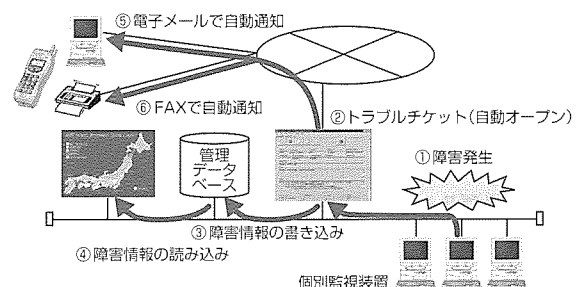 ⑤電子メールで自動通知
⑥FAXで自動通知
②トラブルチケット(自動オープン)
①障害発生
管理
データ
ベース
③障害情報の書き込み
④障害情報の読み込み
個別監視装置